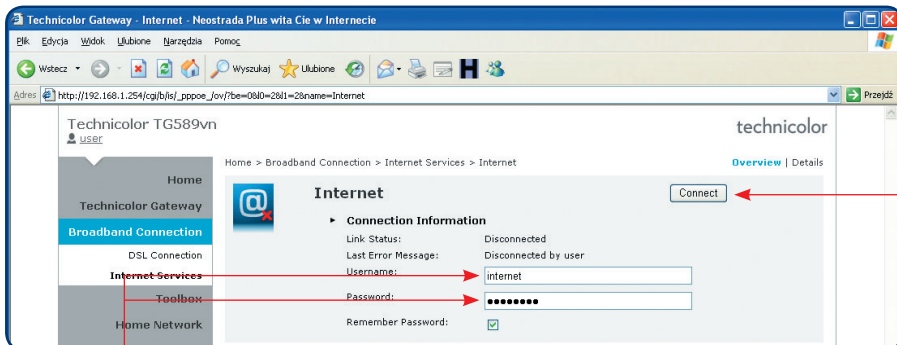 Technicolor Gateway - Internet - Neostrada Plus wita Cie w Internecie
Plik Edycja Widok Ulubione Narzędzia Pomoc
Wstecz Wyszukaj Ulubione H
Adres http://192.168.1.254/cgi/b/is/_pppoe_/ov/?be=0&l0=2&l1=2&name=Internet Przejdź
Technicolor TG589vn technicolor
user
Home > Broadband Connection > Internet Services > Internet Overview | Details
Home
Internet Connect
Technicolor Gateway
Connection Information
Broadband Connection
Link Status: Disconnected
DSL Connection
Last Error Message: Disconnected by user
Internet Services
Username: internet
Toolbox
Password: ●●●●●●●●
Home Network
Remember Password: